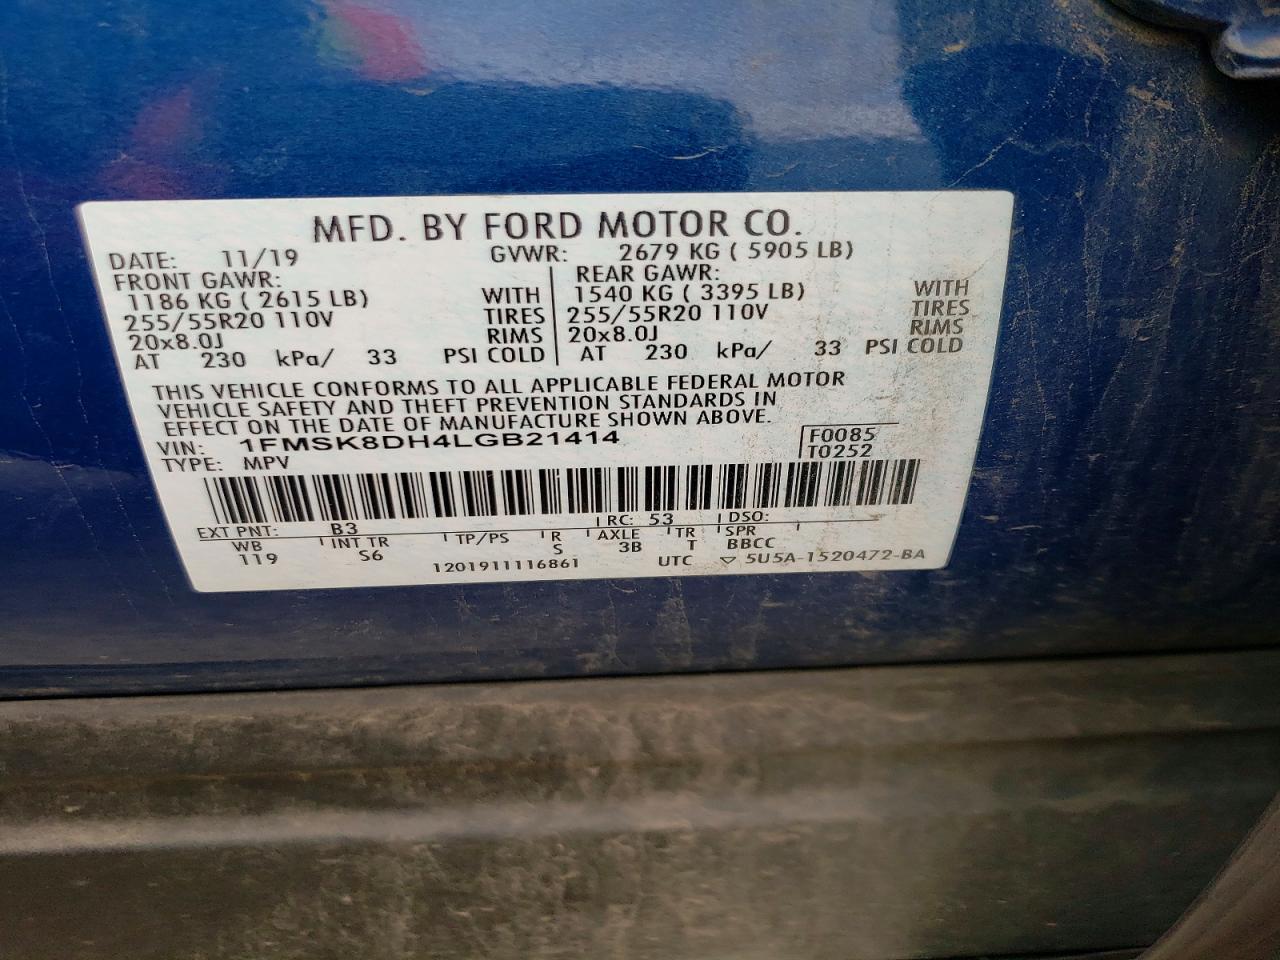 MFD. BY FORD MOTOR CO.
DATE: 11/19 GVWR: 2679 KG ( 5905 LB)
FRONT GAWR: REAR GAWR:
1186 KG ( 2615 LB) WITH 1540 KG ( 3395 LB) WITH
255/55R20 110V TIRES 255/55R20 110V TIRES
20x8.0J RIMS 20x8.0J RIMS
AT 230 kPa/ 33 PSI COLD AT 230 kPa/ 33 PSI COLD
THIS VEHICLE CONFORMS TO ALL APPLICABLE FEDERAL MOTOR
VEHICLE SAFETY AND THEFT PREVENTION STANDARDS IN
EFFECT ON THE DATE OF MANUFACTURE SHOWN ABOVE.
VIN: 1FMSK8DH4LGB21414 F0085
TYPE: MPV T0252
EXT PNT: B3 RC: 53 DSO:
WB INT TR TP/PS R AXLE TR SPR
119 S6 S 3B T BBCC
1201911116861 UTC ▽ 5U5A-1520472-BA